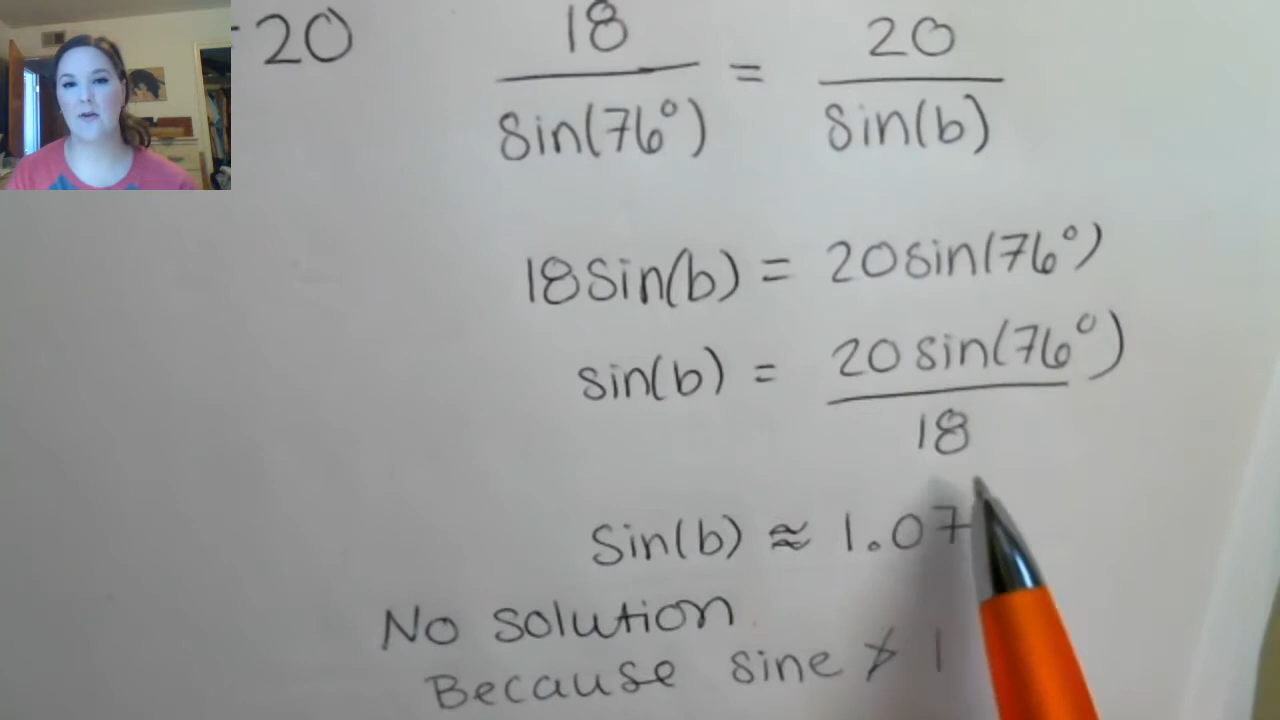 -20
18/sin(76°) = 20/sin(b)
18sin(b) = 20sin(76°)
sin(b) = 20sin(76°)/18
sin(b) ≈ 1.07
No solution
Because sine ≯ 1